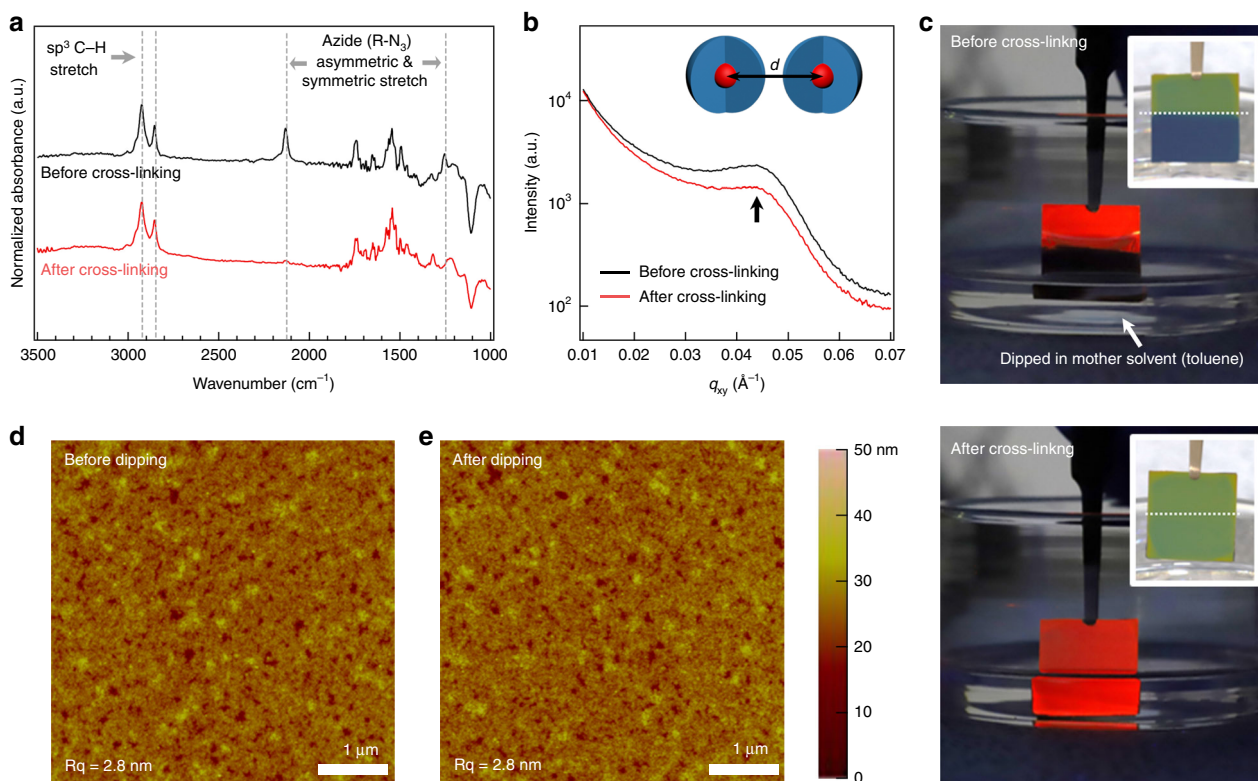 a
sp³ C–H
stretch
Azide (R-N₃)
asymmetric &
symmetric stretch
Normalized absorbance (a.u.)
Before cross-linking
After cross-linking
3500 3000 2500 2000 1500 1000
Wavenumber (cm⁻¹)
b
d
Intensity (a.u.)
10⁴
10³
10²
Before cross-linking
After cross-linking
0.01 0.02 0.03 0.04 0.05 0.06 0.07
qxy (Å⁻¹)
c
Before cross-linkng
Dipped in mother solvent (toluene)
After cross-linkng
d
Before dipping
Rq = 2.8 nm
1 μm
e
After dipping
Rq = 2.8 nm
1 μm
50 nm
40
30
20
10
0